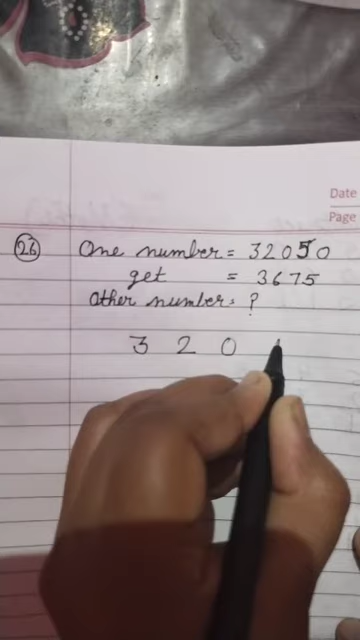 Date
Page
26 One number = 32050
get = 3675
Other number = ?
3 2 0